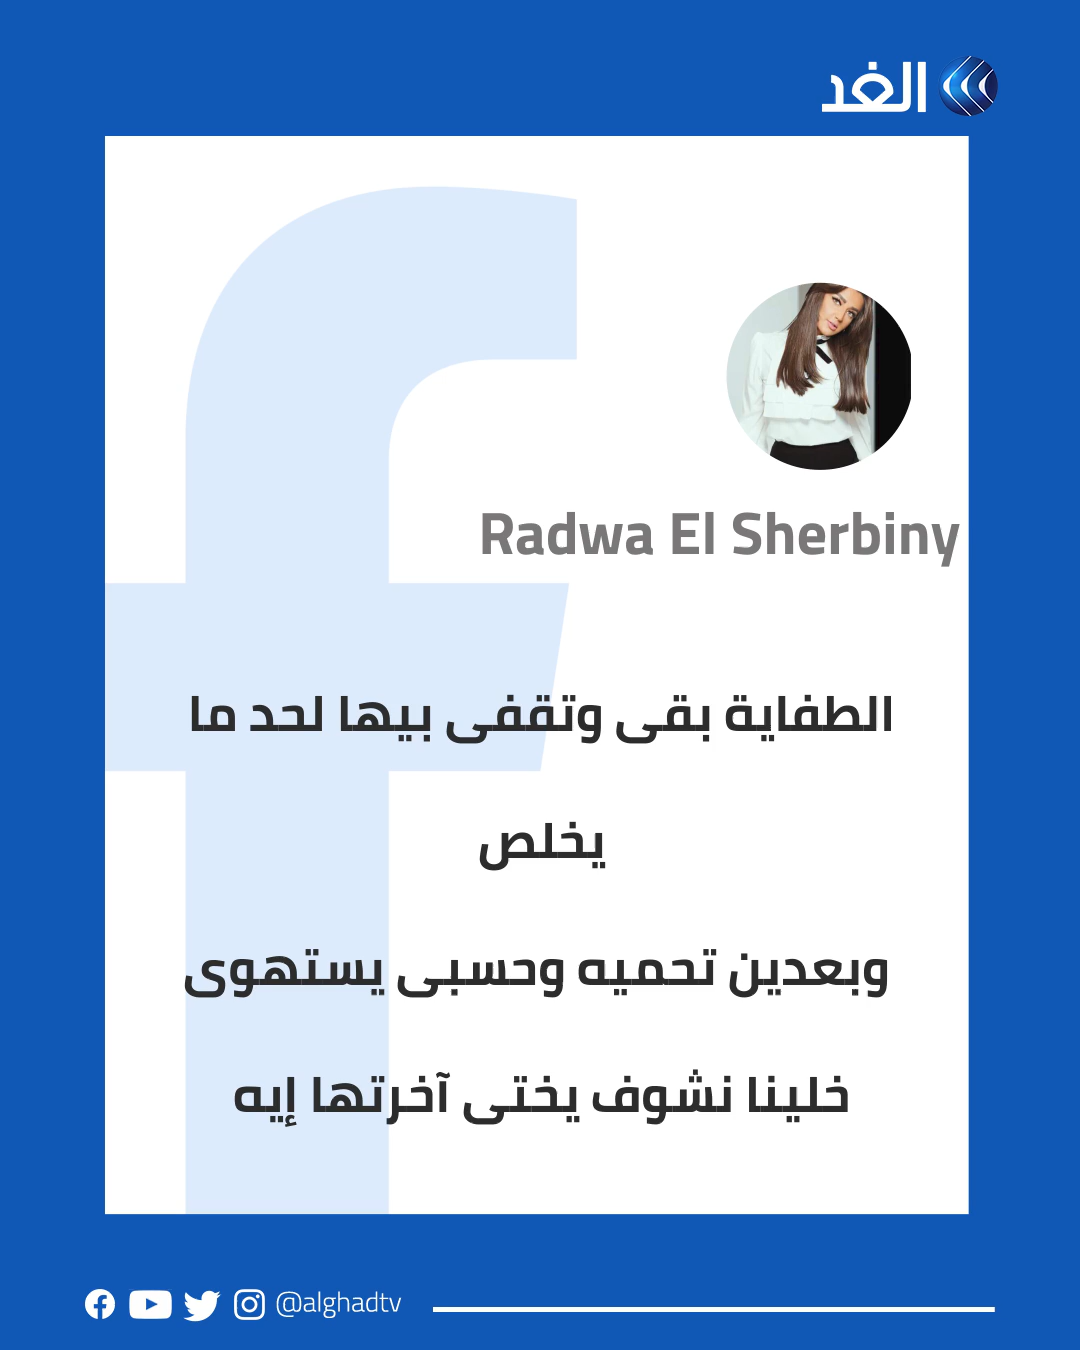 الغد
Radwa El Sherbiny
الطفاية بقى وتقفى بيها لحد ما
يخلص
وبعدين تحميه وحسبى يستهوى
خلينا نشوف يختى آخرتها إيه
@alghadtv